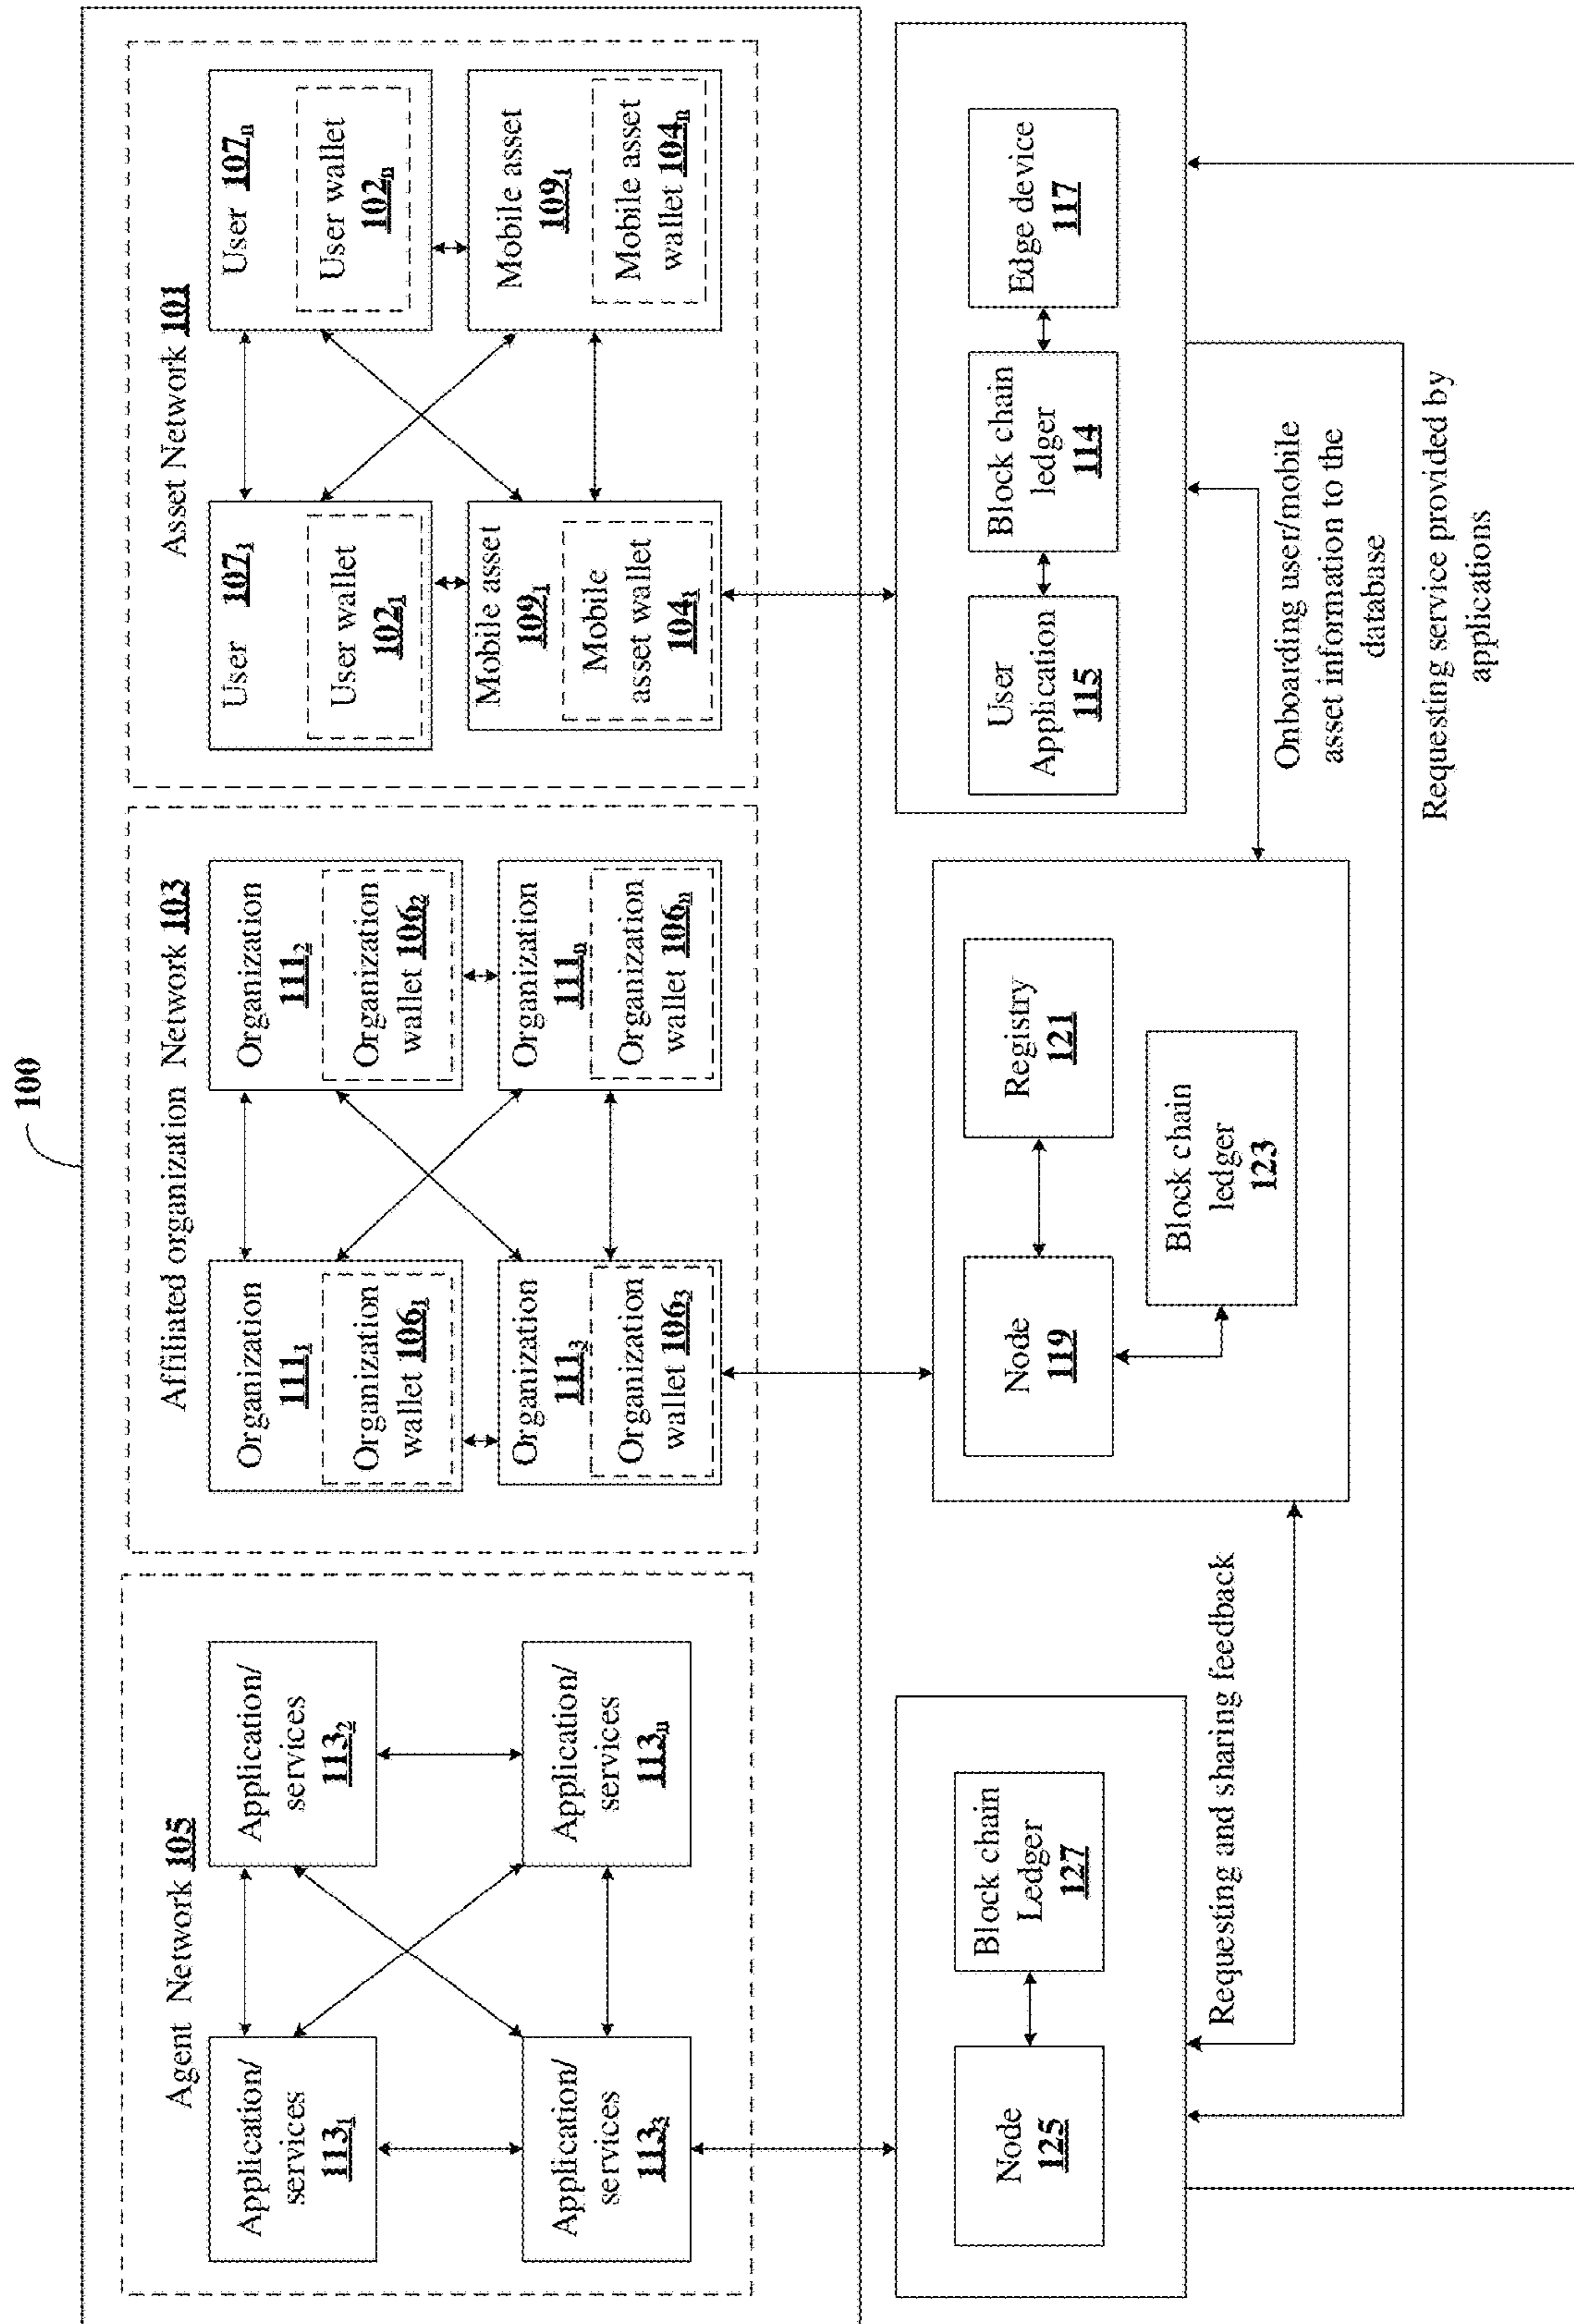 100
Agent Network 105
Application/
services
113₁
Application/
services
113₂
Application/
services
113₃
Application/
services
113ₙ
Affiliated organization Network 103
Organization
111₁
Organization
wallet 106₁
Organization
111₂
Organization
wallet 106₂
Organization
111₃
Organization
wallet 106₃
Organization
111ₙ
Organization
wallet 106ₙ
Asset Network 101
User 107₁
User wallet
102₁
User 107ₙ
User wallet
102ₙ
Mobile asset
109₁
Mobile
asset wallet
104₁
Mobile asset
109₁
Mobile asset
wallet 104ₙ
Node
125
Block chain
Ledger
127
Node
119
Registry
121
Block chain
ledger
123
User
Application
115
Block chain
ledger
114
Edge device
117
Requesting and sharing feedback
Onboarding user/mobile
asset information to the
database
Requesting service provided by
applications